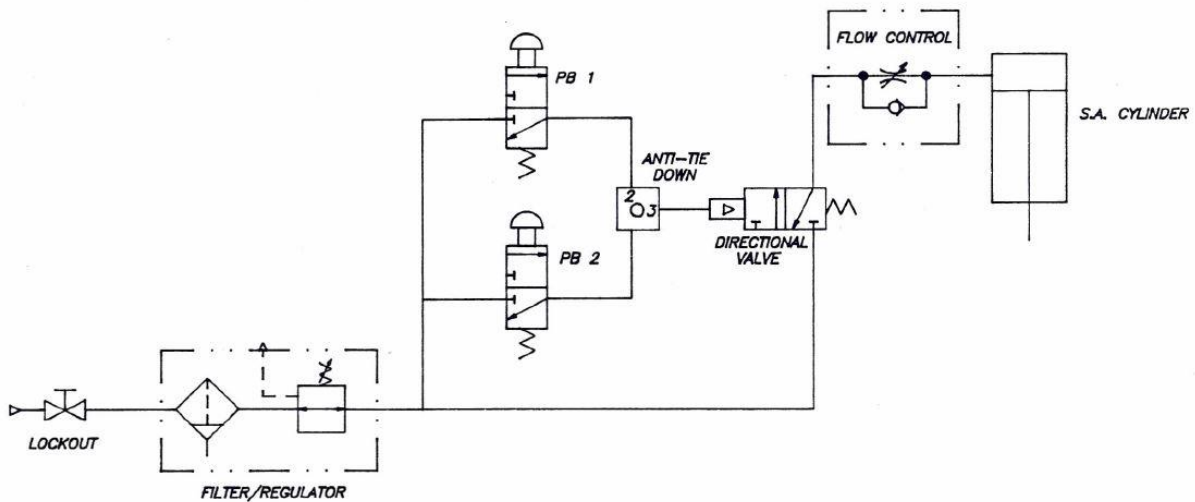 FLOW CONTROL
PB 1
S.A. CYLINDER
ANTI-TIE
DOWN
2
3
PB 2
DIRECTIONAL
VALVE
LOCKOUT
FILTER/REGULATOR